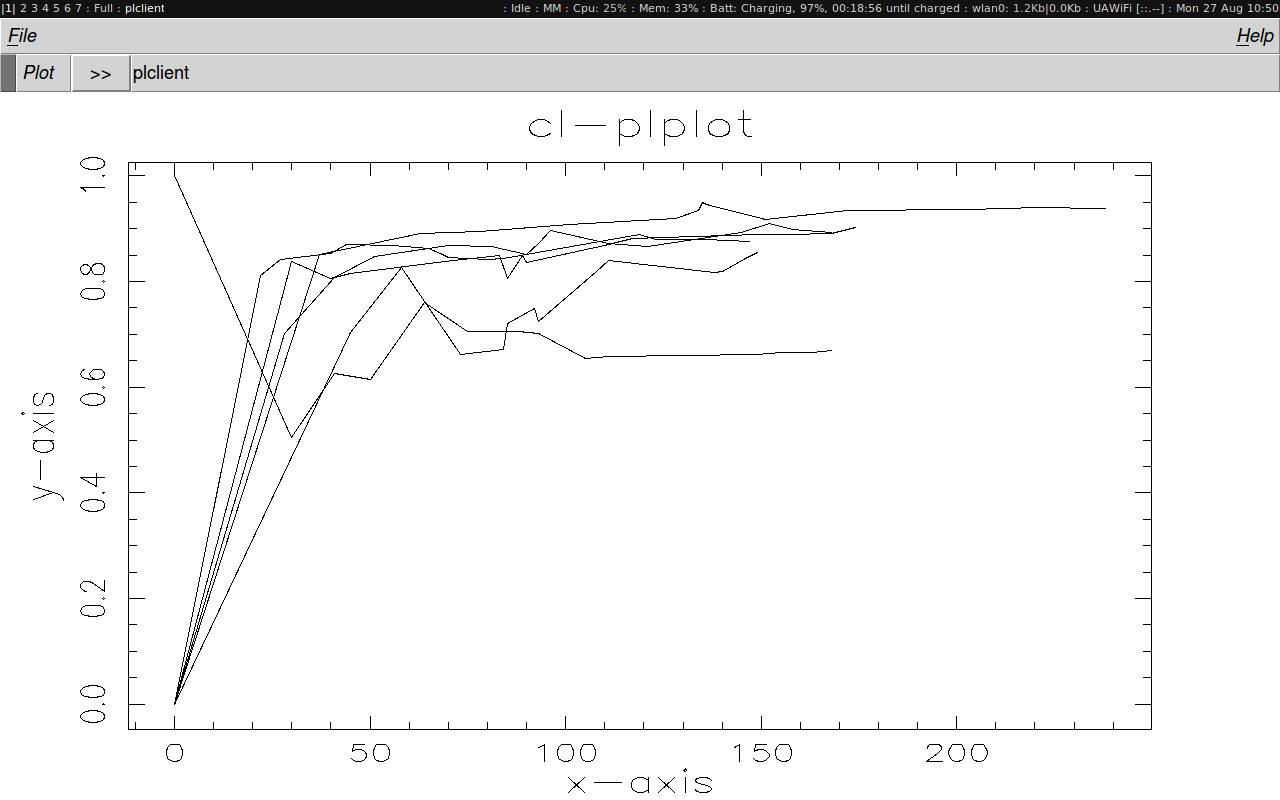 |1| 2 3 4 5 6 7 : Full : plclient : Idle : MM : Cpu: 25% : Mem: 33% : Batt: Charging, 97%, 00:18:56 until charged : wlan0: 1.2Kb|0.0Kb : UAWiFi [::.--] : Mon 27 Aug 10:50
File Help
Plot >> plclient
cl-plplot
1.0
0.8
0.6
0.4
0.2
0.0
y-axis
0 50 100 150 200
x-axis